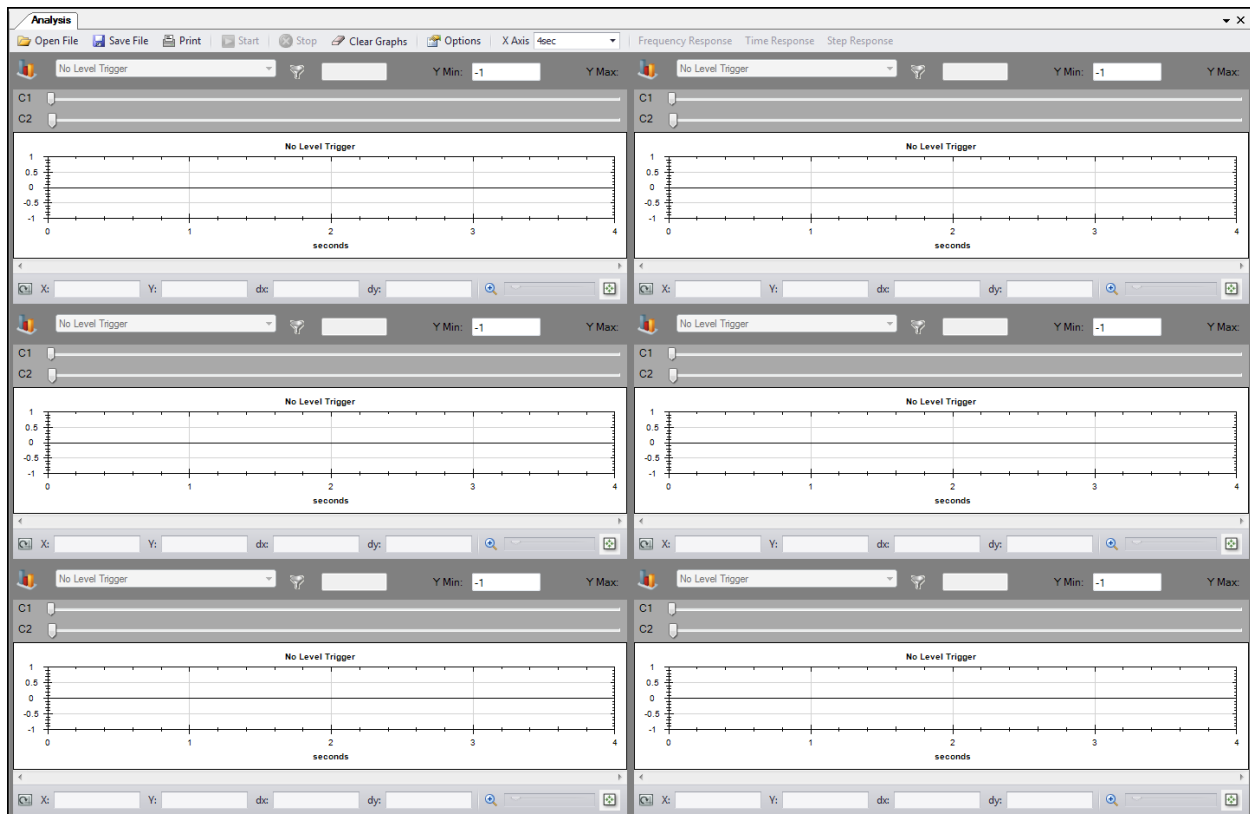 Analysis
Open File Save File Print Start Stop Clear Graphs Options X Axis 4sec Frequency Response Time Response Step Response
No Level Trigger Y Min: -1 Y Max: No Level Trigger Y Min: -1 Y Max:
C1 C1
C2 C2
No Level Trigger No Level Trigger
1 1
0.5 0.5
0 0
-0.5 -0.5
-1 -1
0 1 2 3 4 0 1 2 3 4
seconds seconds
X: Y: dx: dy: X: Y: dx: dy:
No Level Trigger Y Min: -1 Y Max: No Level Trigger Y Min: -1 Y Max:
C1 C1
C2 C2
No Level Trigger No Level Trigger
1 1
0.5 0.5
0 0
-0.5 -0.5
-1 -1
0 1 2 3 4 0 1 2 3 4
seconds seconds
X: Y: dx: dy: X: Y: dx: dy:
No Level Trigger Y Min: -1 Y Max: No Level Trigger Y Min: -1 Y Max:
C1 C1
C2 C2
No Level Trigger No Level Trigger
1 1
0.5 0.5
0 0
-0.5 -0.5
-1 -1
0 1 2 3 4 0 1 2 3 4
seconds seconds
X: Y: dx: dy: X: Y: dx: dy: